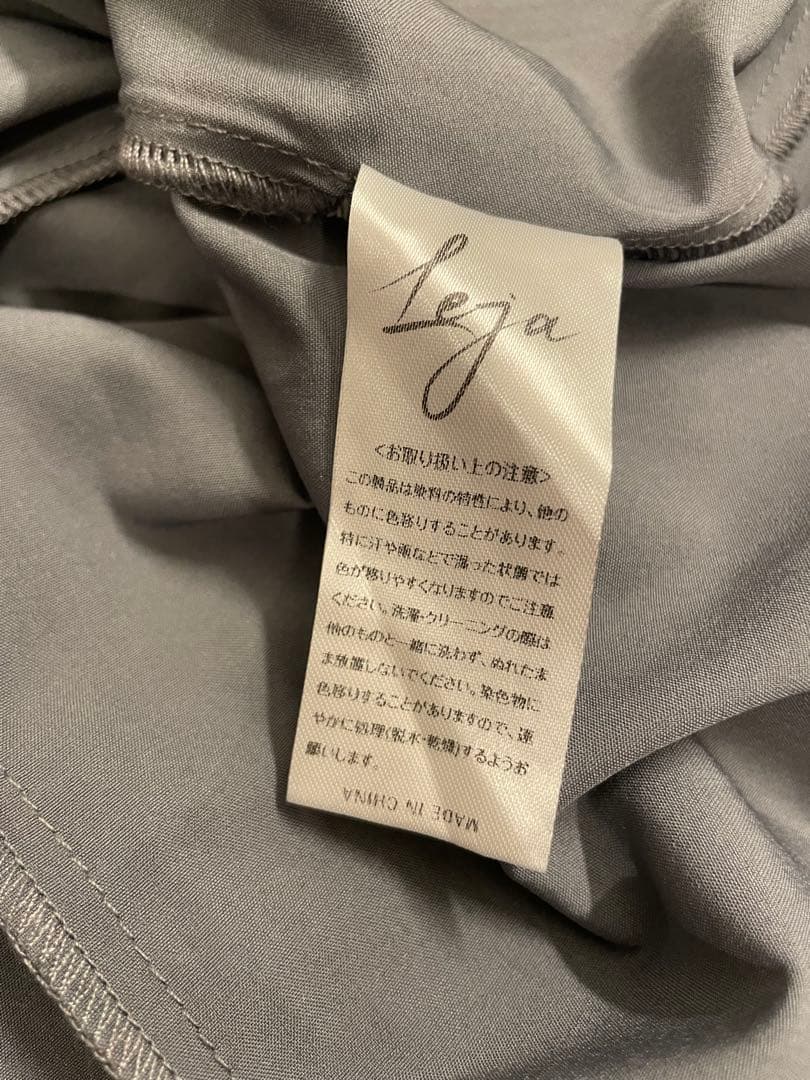 Leja
<お取り扱い上の注意>
この製品は染料の特性により、他の
ものに色移りすることがあります。
特に汗や雨などで湿った状態では
色が移りやすくなりますのでご注意
ください。洗濯・クリーニングの際は
他のものと一緒に洗わず、ぬれたま
ま放置しないでください。染色物に
色移りすることがありますので、速
やかに処理(脱水・乾燥)するようお
願いします。
MADE IN CHINA